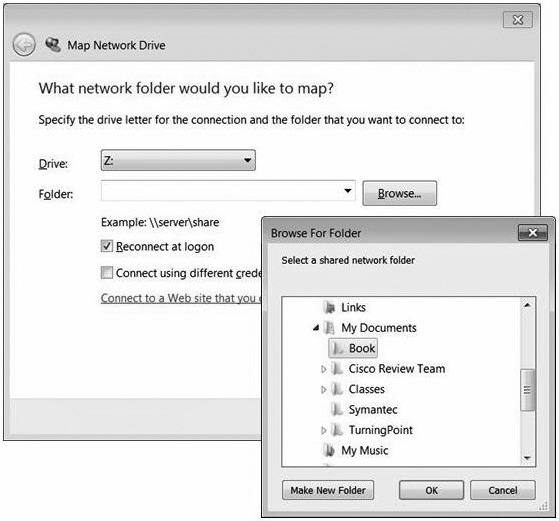 Map Network Drive
What network folder would you like to map?
Specify the drive letter for the connection and the folder that you want to connect to:
Drive: Z:
Folder: Browse...
Example: \\server\share
Reconnect at logon
Connect using different
Connect to a Web site that you
Browse For Folder
Select a shared network folder
Links
My Documents
Book
Cisco Review Team
Classes
Symantec
TurningPoint
My Music
Make New Folder OK Cancel